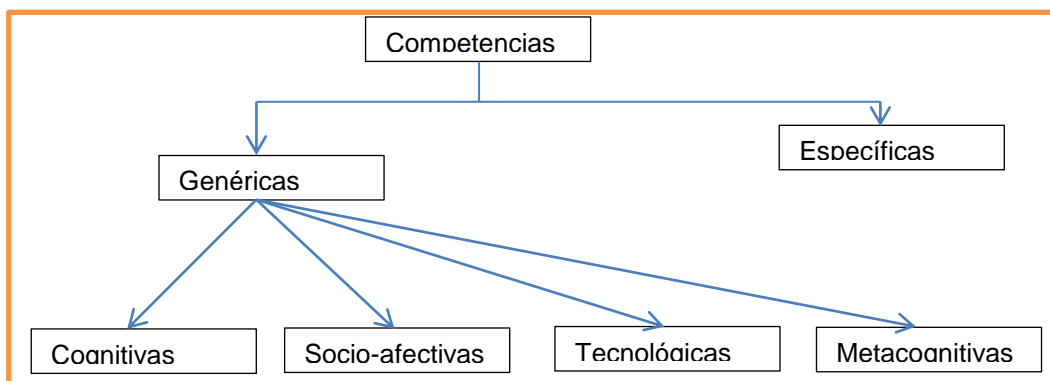 Competencias
Específicas
Genéricas
Cognitivas
Socio-afectivas
Tecnológicas
Metacognitivas